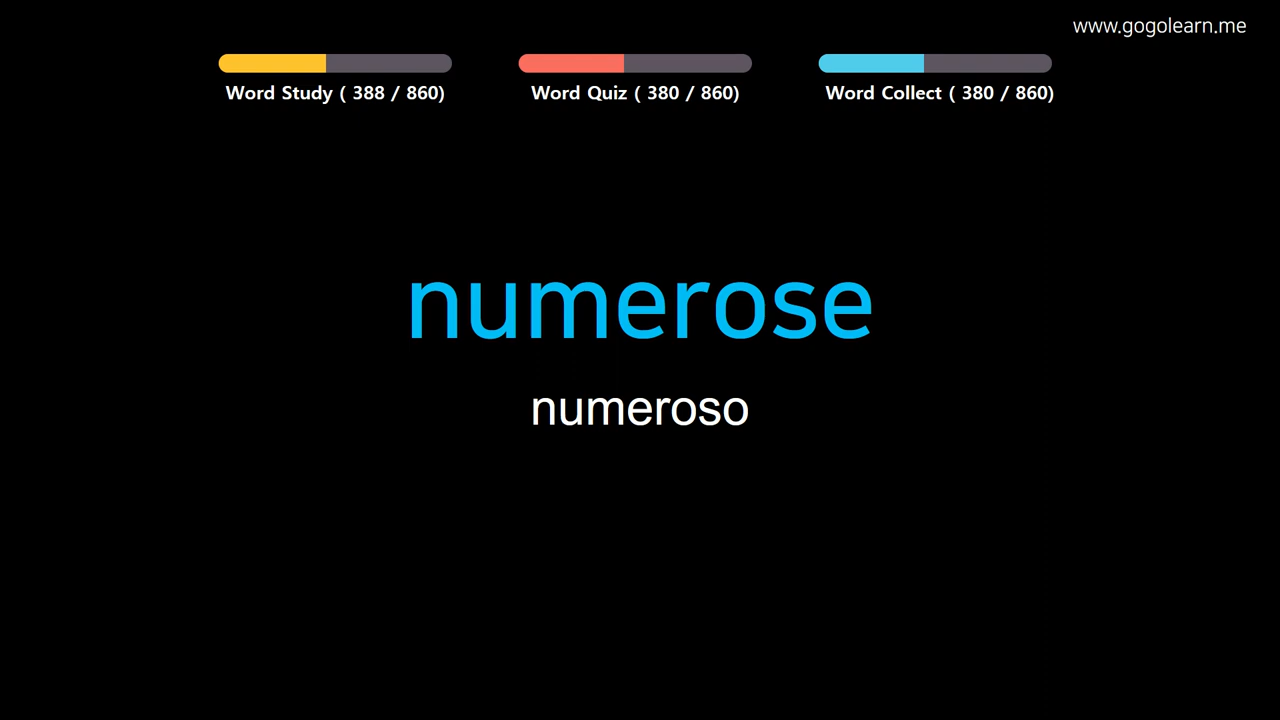 www.gogolearn.me
Word Study ( 388 / 860)
Word Quiz ( 380 / 860)
Word Collect ( 380 / 860)
numerose
numeroso